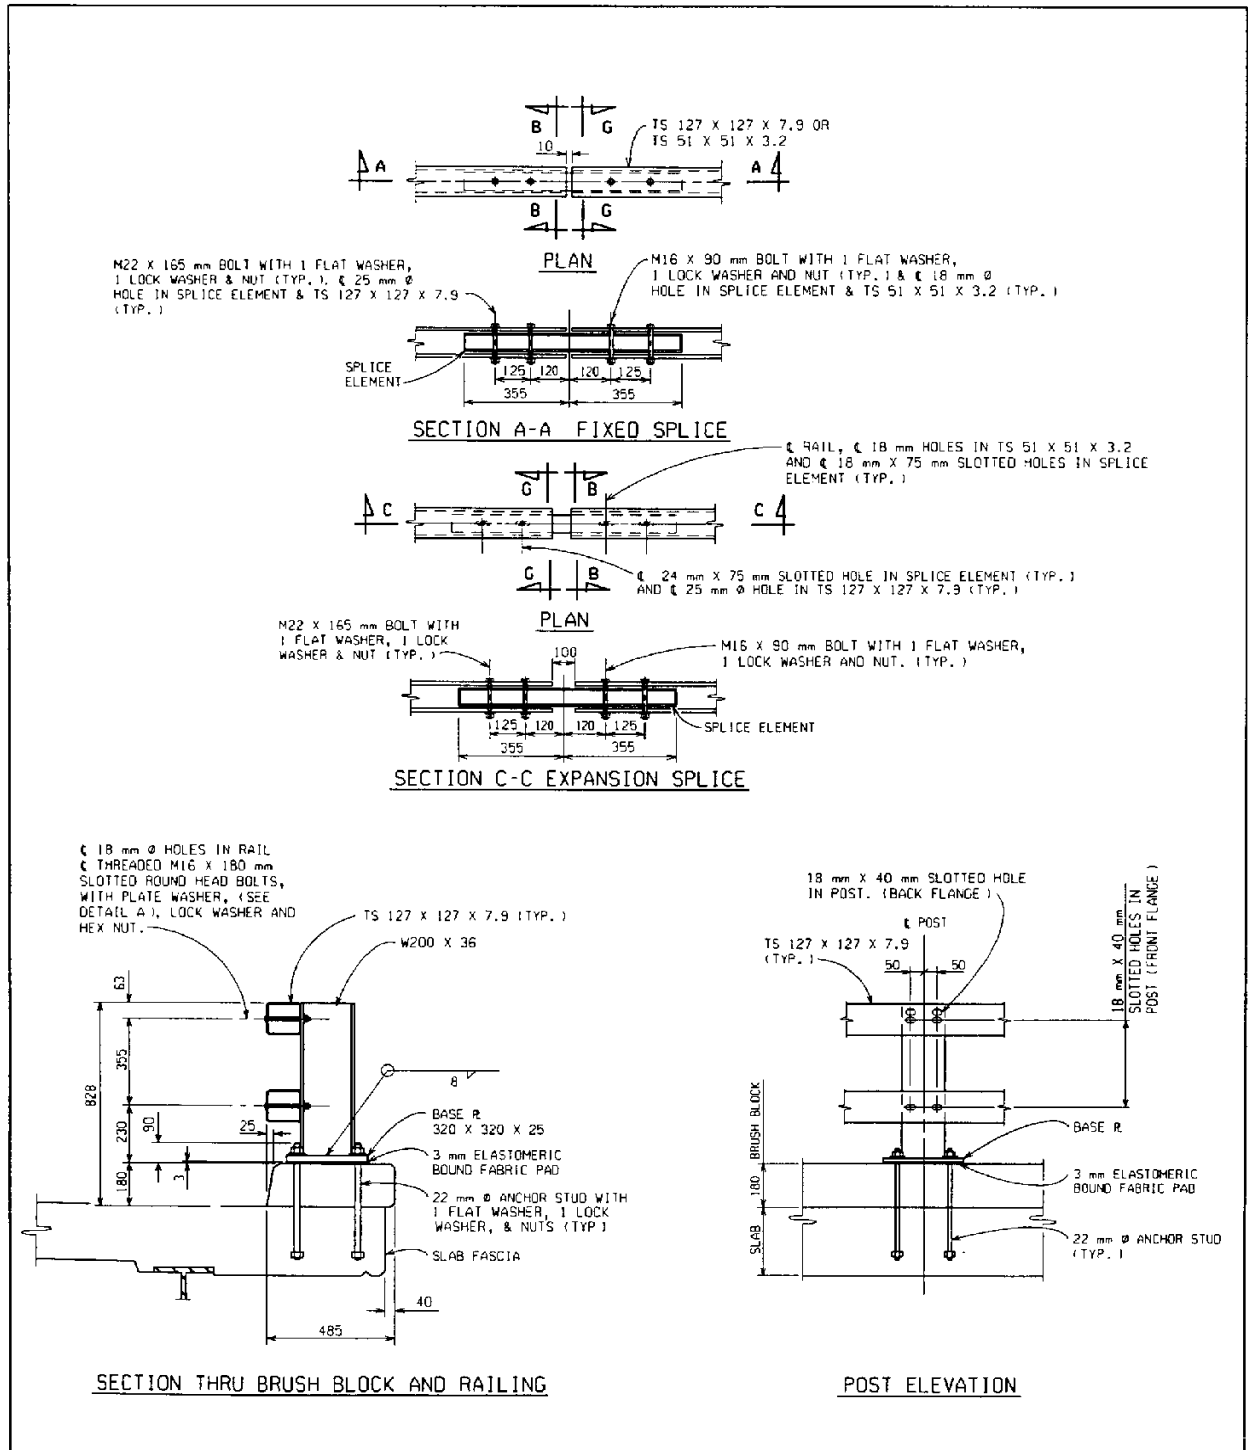 B G
TS 127 X 127 X 7.9 OR
TS 51 X 51 X 3.2
10
A A
B G
PLAN
M22 X 165 mm BOLT WITH 1 FLAT WASHER,
1 LOCK WASHER & NUT (TYP.), ℄ 25 mm Ø
HOLE IN SPLICE ELEMENT & TS 127 X 127 X 7.9
(TYP.)
M16 X 90 mm BOLT WITH 1 FLAT WASHER,
1 LOCK WASHER AND NUT (TYP.) & ℄ 18 mm Ø
HOLE IN SPLICE ELEMENT & TS 51 X 51 X 3.2 (TYP.)
SPLICE
ELEMENT
125 120 120 125
355 355
SECTION A-A FIXED SPLICE
℄ RAIL, ℄ 18 mm HOLES IN TS 51 X 51 X 3.2
AND ℄ 18 mm X 75 mm SLOTTED HOLES IN SPLICE
ELEMENT (TYP.)
G B
C C
G B
℄ 24 mm X 75 mm SLOTTED HOLE IN SPLICE ELEMENT (TYP.)
AND ℄ 25 mm Ø HOLE IN TS 127 X 127 X 7.9 (TYP.)
PLAN
M22 X 165 mm BOLT WITH
1 FLAT WASHER, 1 LOCK
WASHER & NUT (TYP.)
100
M16 X 90 mm BOLT WITH 1 FLAT WASHER,
1 LOCK WASHER AND NUT. (TYP.)
125 120 120 125
SPLICE ELEMENT
355 355
SECTION C-C EXPANSION SPLICE
℄ 18 mm Ø HOLES IN RAIL
℄ THREADED M16 X 180 mm
SLOTTED ROUND HEAD BOLTS,
WITH PLATE WASHER, (SEE
DETAIL A), LOCK WASHER AND
HEX NUT.
TS 127 X 127 X 7.9 (TYP.)
W200 X 36
63
355
828
230
90
25
180
3
8
BASE ℄
320 X 320 X 25
3 mm ELASTOMERIC
BOUND FABRIC PAD
22 mm Ø ANCHOR STUD WITH
1 FLAT WASHER, 1 LOCK
WASHER, & NUTS (TYP)
SLAB FASCIA
40
485
SECTION THRU BRUSH BLOCK AND RAILING
18 mm X 40 mm SLOTTED HOLE
IN POST. (BACK FLANGE)
℄ POST
TS 127 X 127 X 7.9
(TYP.)
50 50
18 mm X 40 mm
SLOTTED HOLES IN
POST (FRONT FLANGE)
BRUSH BLOCK
180
SLAB
BASE ℄
3 mm ELASTOMERIC
BOUND FABRIC PAD
22 mm Ø ANCHOR STUD
(TYP.)
POST ELEVATION